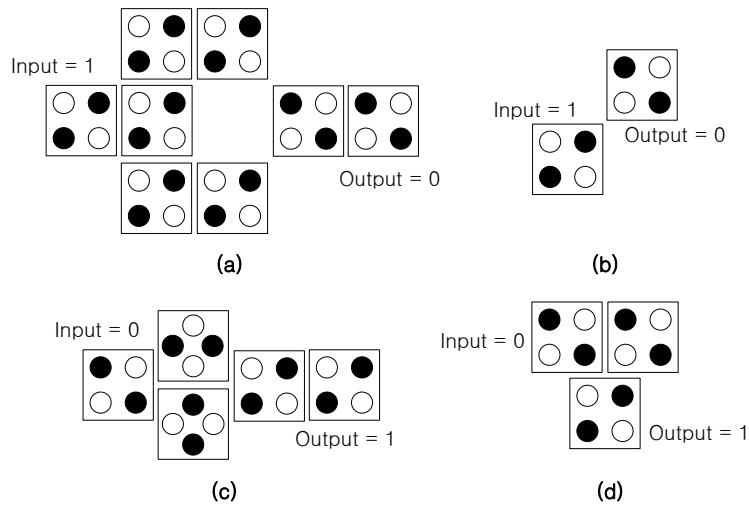 Input = 1
Output = 0
(a)
Input = 1
Output = 0
(b)
Input = 0
Output = 1
(c)
Input = 0
Output = 1
(d)